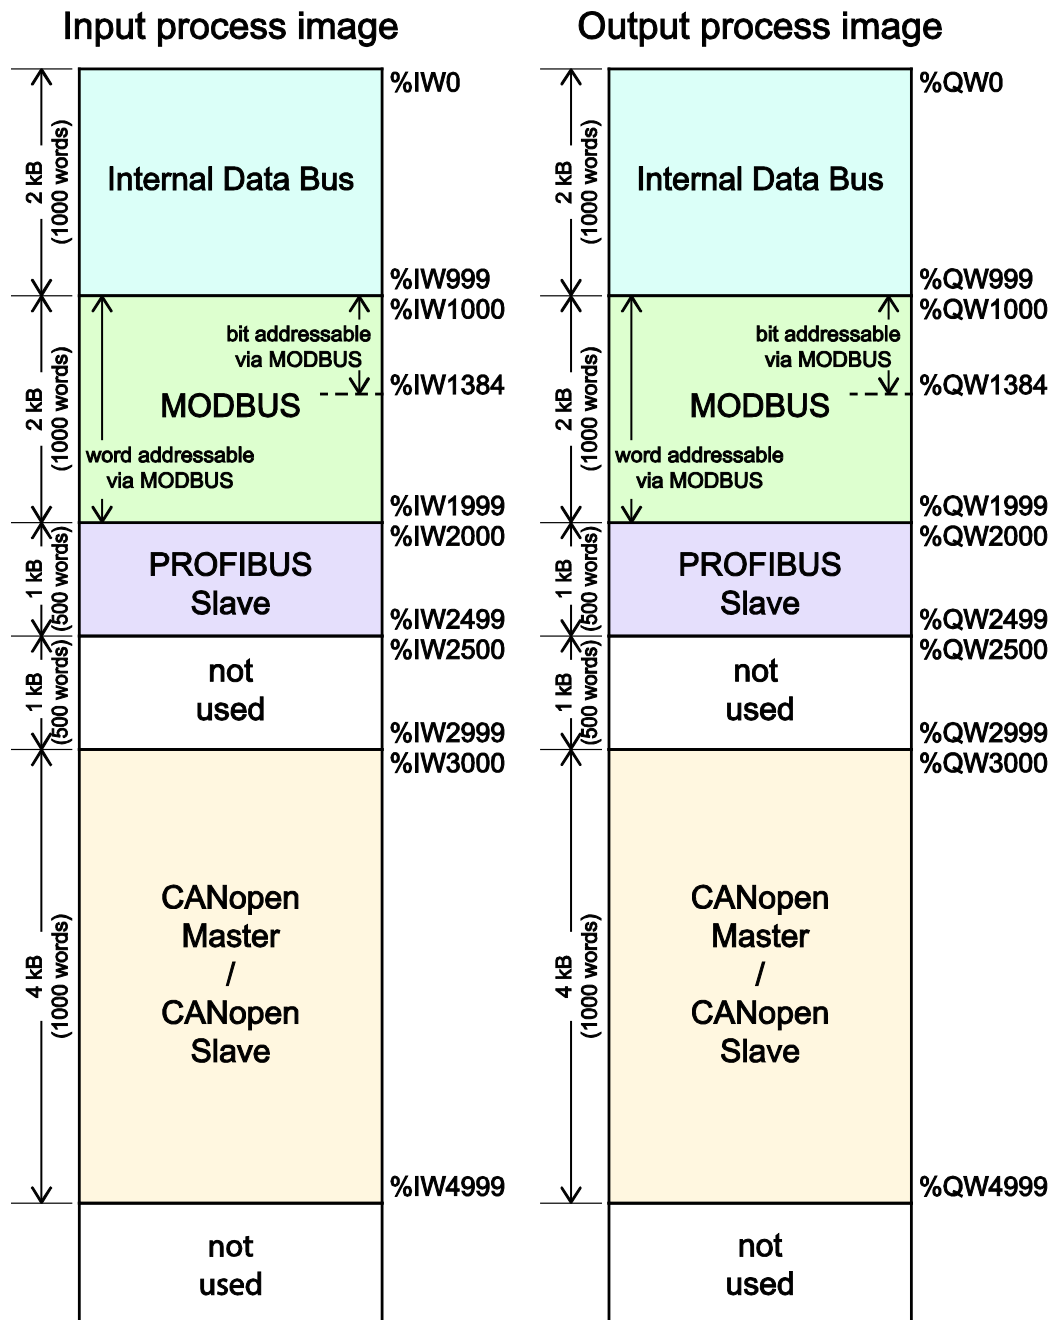 Input process image
%IW0
2 kB
(1000 words)
Internal Data Bus
%IW999
%IW1000
bit addressable
via MODBUS
%IW1384
2 kB
(1000 words)
MODBUS
word addressable
via MODBUS
%IW1999
%IW2000
1 kB
(500 words)
PROFIBUS
Slave
%IW2499
%IW2500
1 kB
(500 words)
not
used
%IW2999
%IW3000
4 kB
(1000 words)
CANopen
Master
/
CANopen
Slave
%IW4999
not
used
Output process image
%QW0
2 kB
(1000 words)
Internal Data Bus
%QW999
%QW1000
bit addressable
via MODBUS
%QW1384
2 kB
(1000 words)
MODBUS
word addressable
via MODBUS
%QW1999
%QW2000
1 kB
(500 words)
PROFIBUS
Slave
%QW2499
%QW2500
1 kB
(500 words)
not
used
%QW2999
%QW3000
4 kB
(1000 words)
CANopen
Master
/
CANopen
Slave
%QW4999
not
used